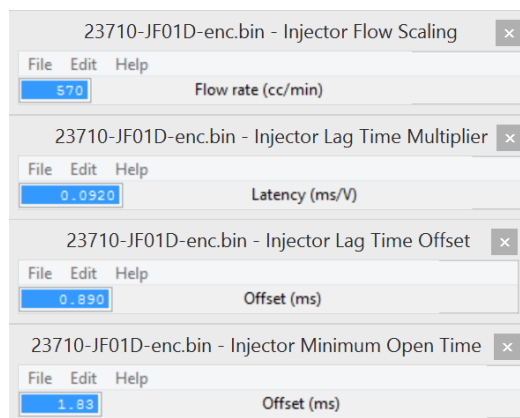 23710-JF01D-enc.bin - Injector Flow Scaling
File Edit Help
570 Flow rate (cc/min)
23710-JF01D-enc.bin - Injector Lag Time Multiplier
File Edit Help
0.0920 Latency (ms/V)
23710-JF01D-enc.bin - Injector Lag Time Offset
File Edit Help
0.890 Offset (ms)
23710-JF01D-enc.bin - Injector Minimum Open Time
File Edit Help
1.83 Offset (ms)